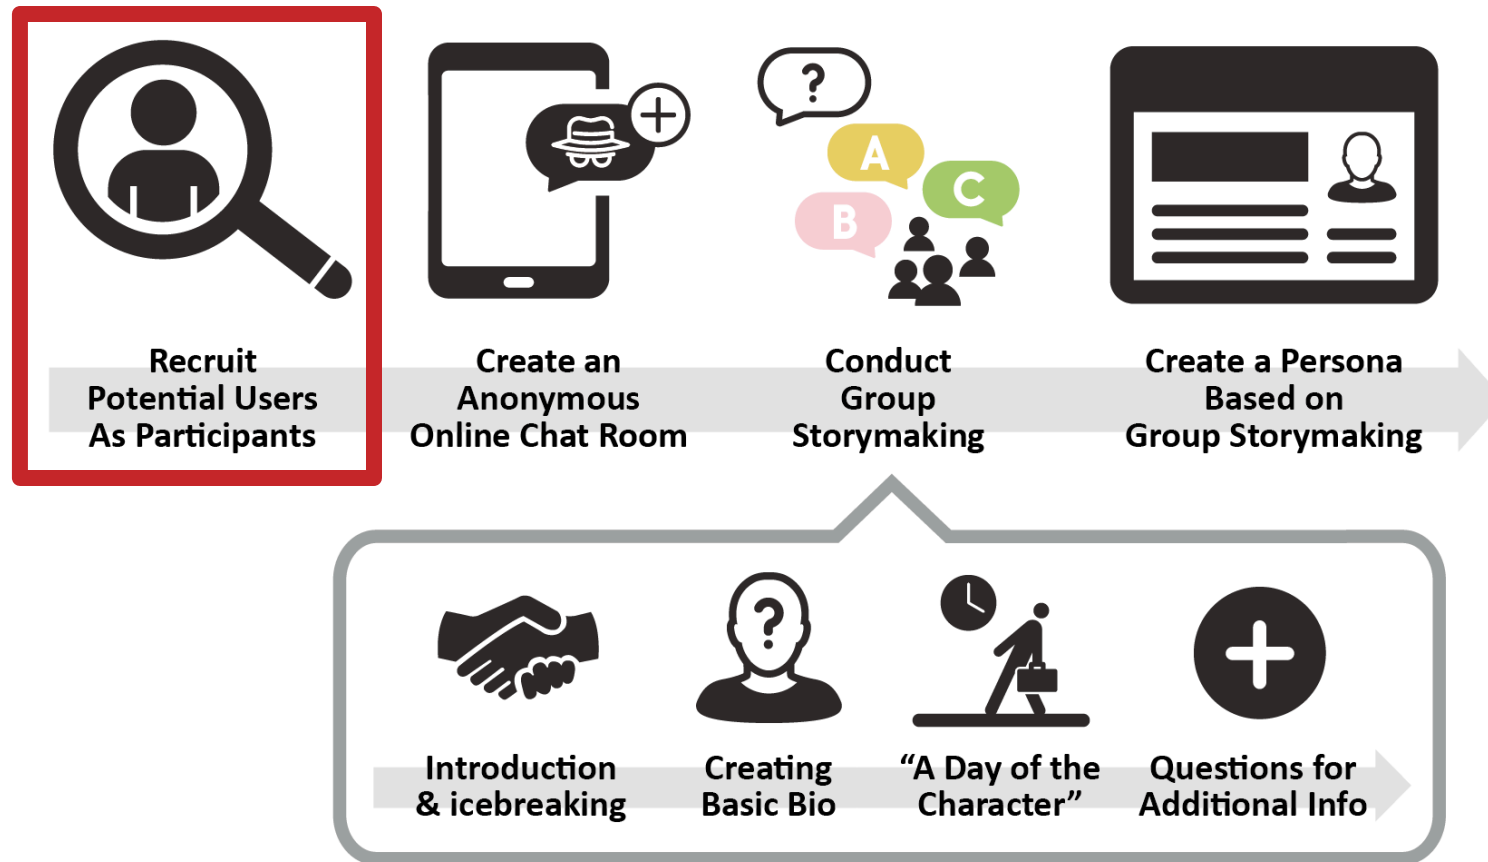 ?
A
B
C
Recruit
Potential Users
As Participants
Create an
Anonymous
Online Chat Room
Conduct
Group
Storymaking
Create a Persona
Based on
Group Storymaking
?
Introduction
& icebreaking
Creating
Basic Bio
“A Day of the
Character”
Questions for
Additional Info